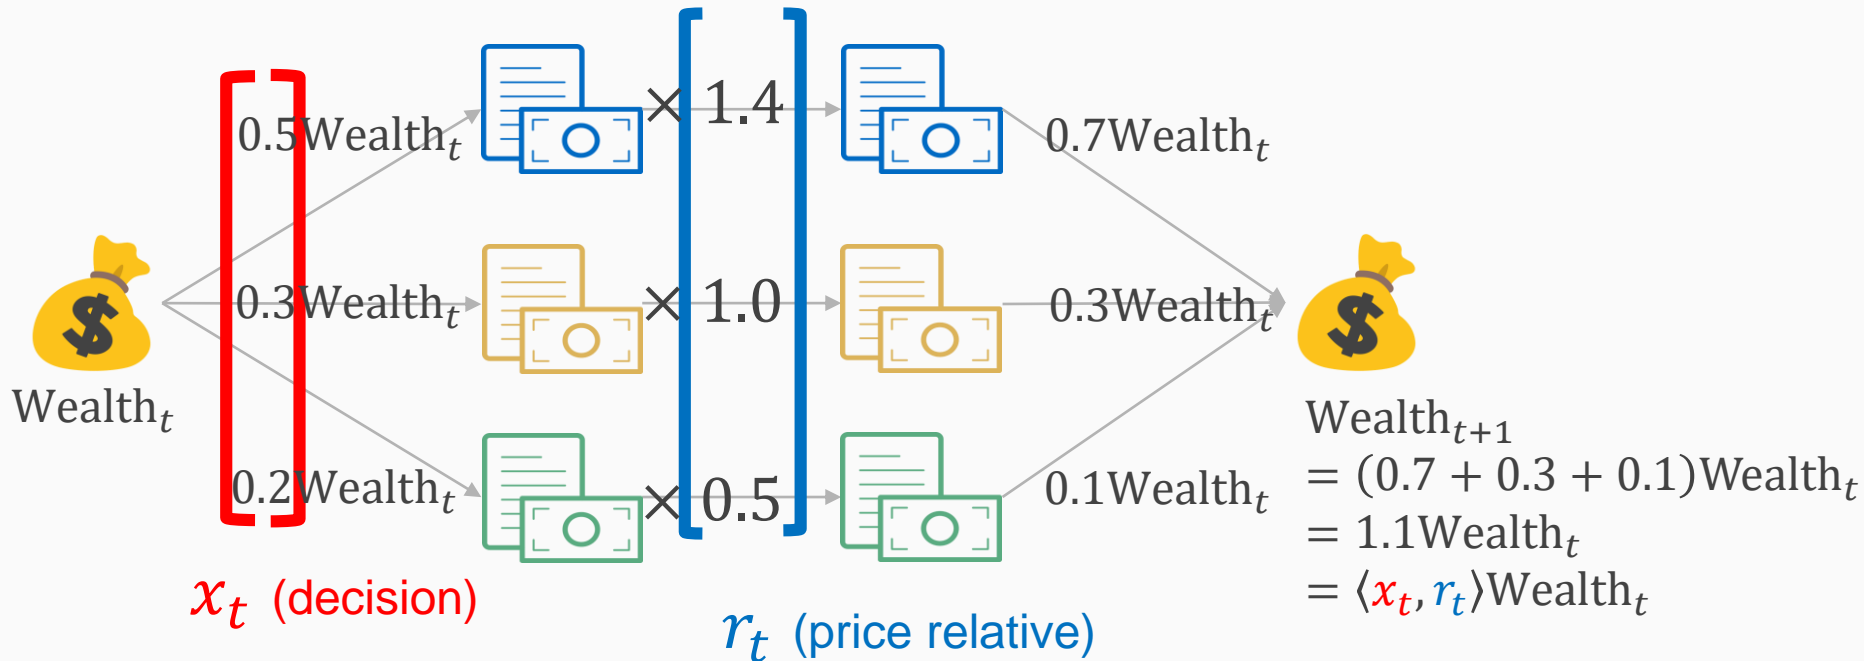 0.5Wealth_t × 1.4 0.7Wealth_t
$ 0.3Wealth_t × 1.0 0.3Wealth_t $
Wealth_t
0.2Wealth_t × 0.5 0.1Wealth_t
Wealth_{t+1}
= (0.7 + 0.3 + 0.1)Wealth_t
= 1.1Wealth_t
= ⟨x_t, r_t⟩Wealth_t
x_t (decision)
r_t (price relative)